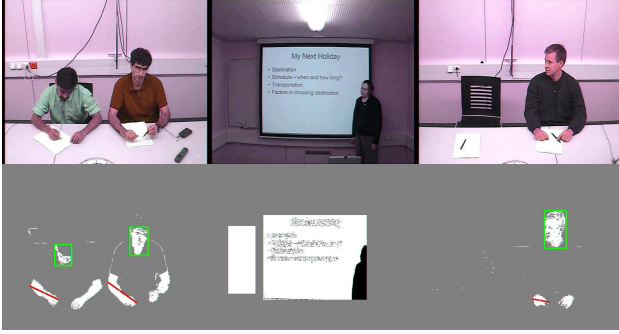 My Next Holiday
• Destination
• Schedule – when and how long?
• Transportation
• Factors in choosing destination